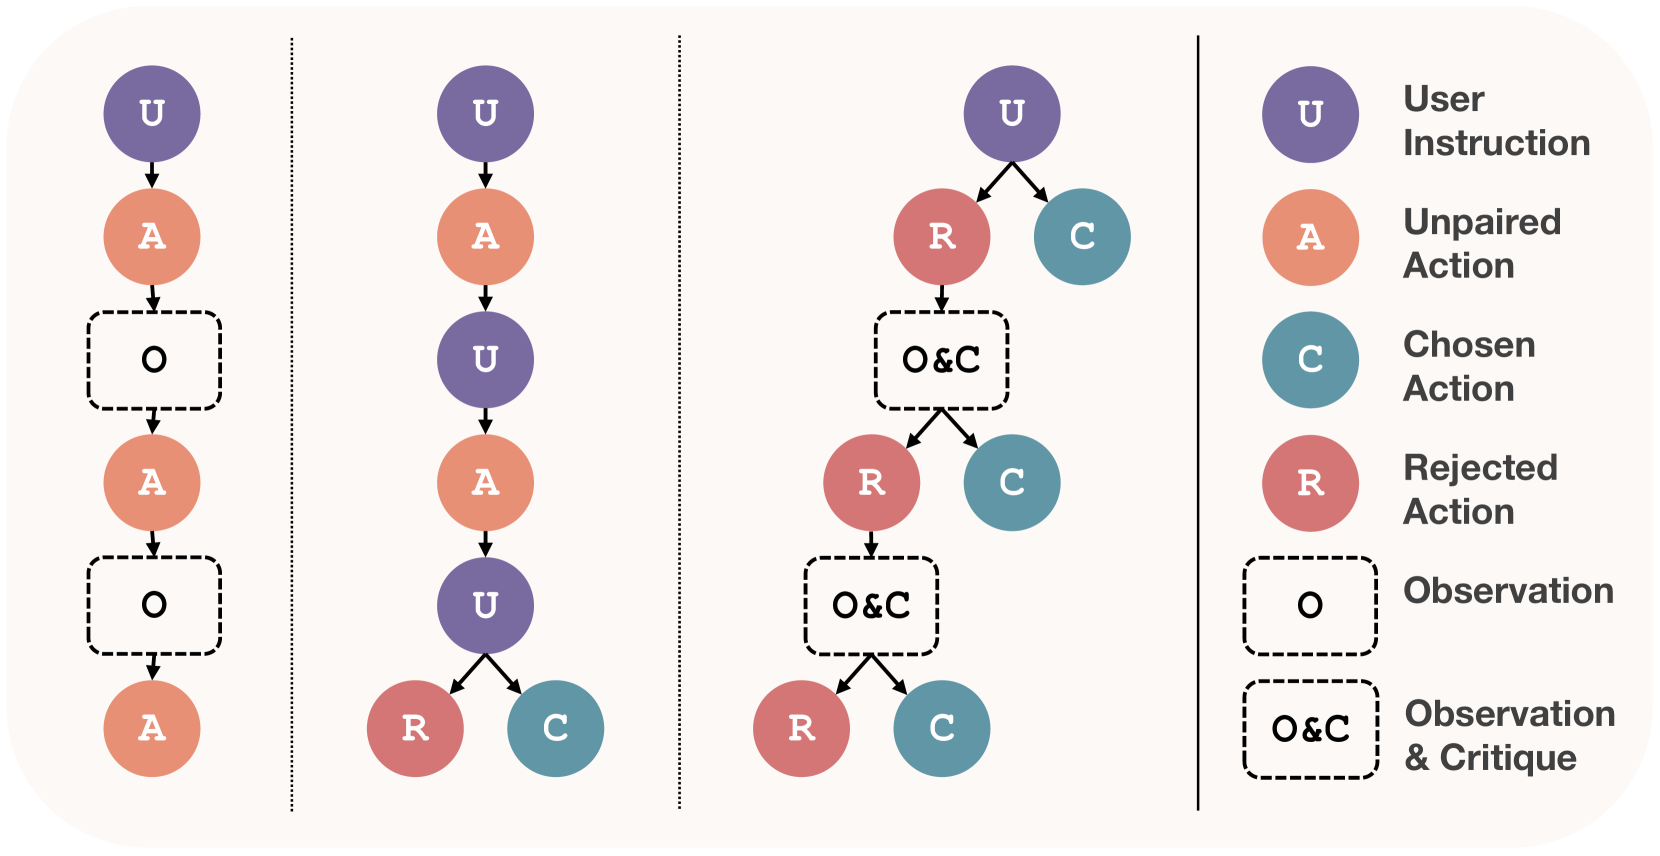 U
A
O
A
O
A
U
A
U
A
U
R C
U
R C
O&C
R C
O&C
R C
U User
Instruction
A Unpaired
Action
C Chosen
Action
R Rejected
Action
O Observation
O&C Observation
& Critique